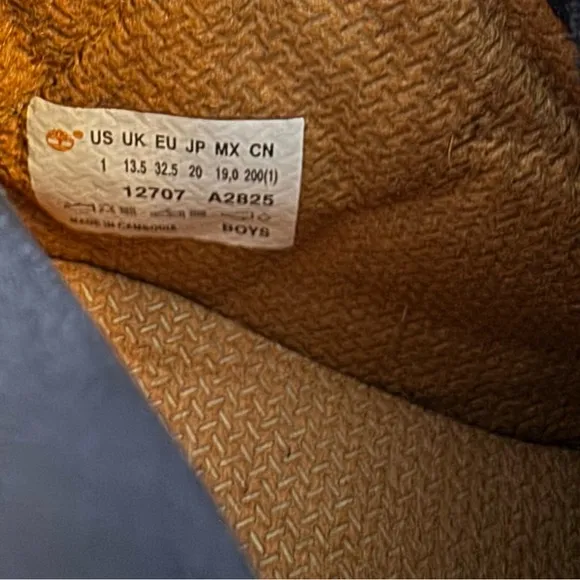 US UK EU JP MX CN
1 13.5 32.5 20 19,0 200(1)
12707 A2825
MADE IN CAMBODIA BOYS